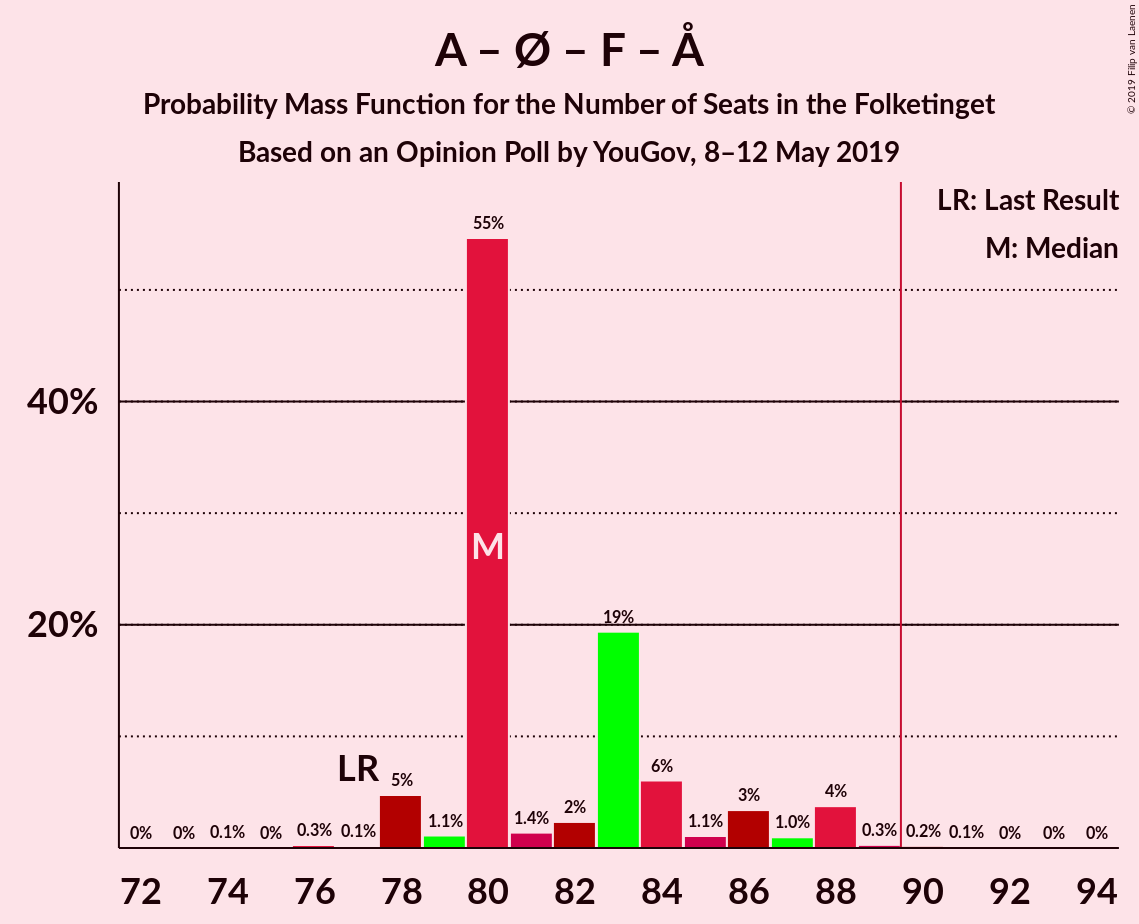 A – Ø – F – Å
Probability Mass Function for the Number of Seats in the Folketinget
Based on an Opinion Poll by YouGov, 8–12 May 2019
© 2019 Filip van Laenen
LR: Last Result
M: Median
55%
40%
M
20%
19%
LR
0% 0% 0.1% 0% 0.3% 0.1% 5% 1.1% 1.4% 2% 6% 1.1% 3% 1.0% 4% 0.3% 0.2% 0.1% 0% 0% 0%
72 74 76 78 80 82 84 86 88 90 92 94